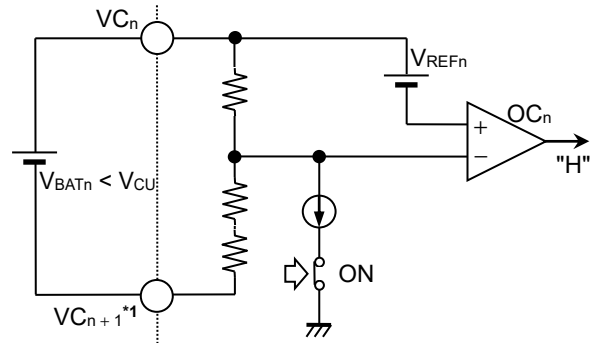 VCn
VREFn
OCn
+
−
"H"
VBATn < VCU
ON
VCn + 1*1